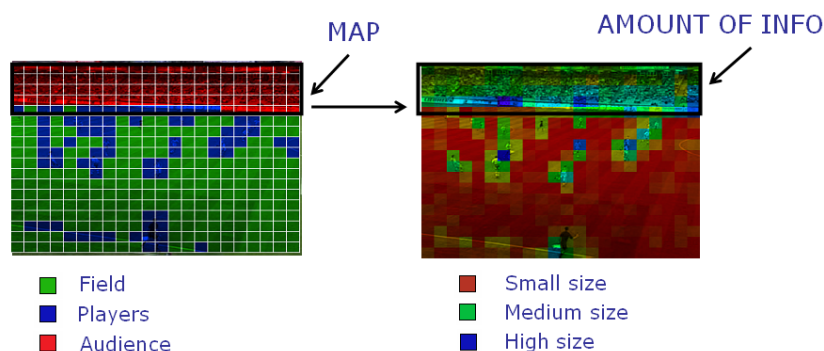 MAP
AMOUNT OF INFO
Field
Players
Audience
Small size
Medium size
High size